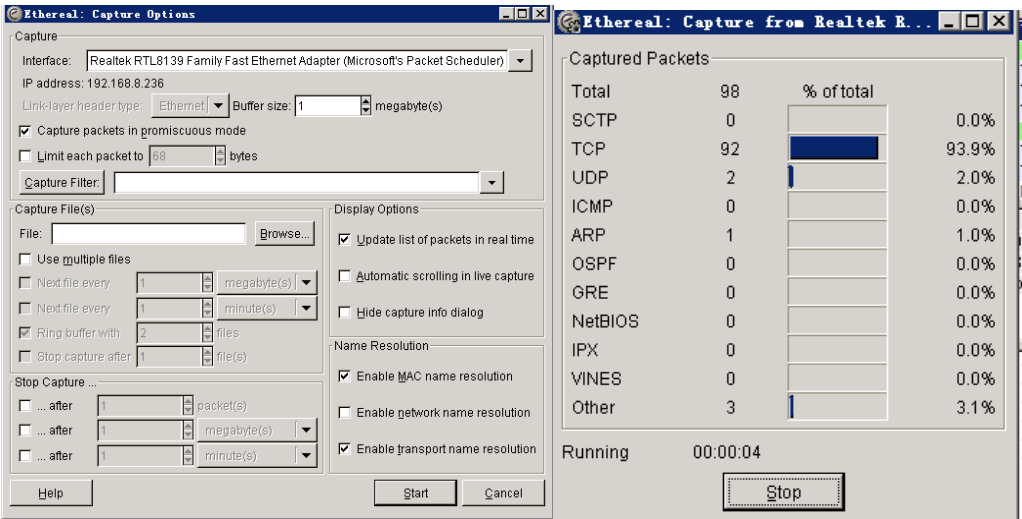 Ethereal: Capture Options
Capture
Interface: Realtek RTL8139 Family Fast Ethernet Adapter (Microsoft's Packet Scheduler)
IP address: 192.168.8.236
Link-layer header type: Ethernet Buffer size: 1 megabyte(s)
Capture packets in promiscuous mode
Limit each packet to 68 bytes
Capture Filter:
Capture File(s)
File: Browse...
Use multiple files
Next file every 1 megabyte(s)
Next file every 1 minute(s)
Ring buffer with 2 files
Stop capture after 1 file(s)
Stop Capture ...
... after 1 packet(s)
... after 1 megabyte(s)
... after 1 minute(s)
Display Options
Update list of packets in real time
Automatic scrolling in live capture
Hide capture info dialog
Name Resolution
Enable MAC name resolution
Enable network name resolution
Enable transport name resolution
Help Start Cancel
Ethereal: Capture from Realtek R...
Captured Packets
Total 98 % of total
SCTP 0 0.0%
TCP 92 93.9%
UDP 2 2.0%
ICMP 0 0.0%
ARP 1 1.0%
OSPF 0 0.0%
GRE 0 0.0%
NetBIOS 0 0.0%
IPX 0 0.0%
VINES 0 0.0%
Other 3 3.1%
Running 00:00:04
Stop